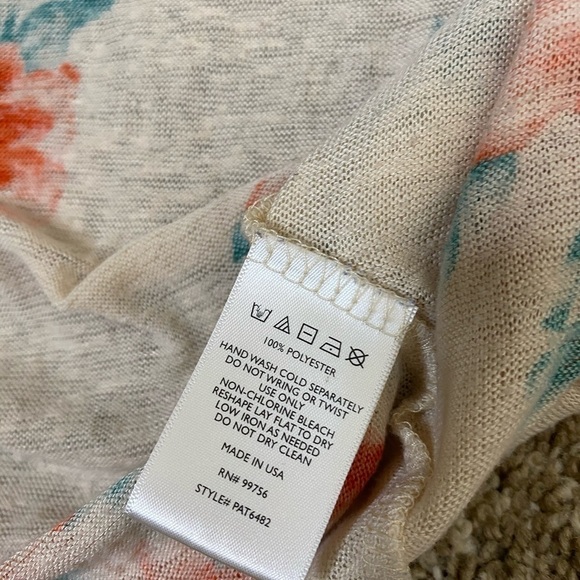 100% POLYESTER
HAND WASH COLD SEPARATELY
DO NOT WRING OR TWIST
USE ONLY
NON-CHLORINE BLEACH
RESHAPE LAY FLAT TO DRY
LOW IRON AS NEEDED
DO NOT DRY CLEAN
MADE IN USA
RN# 99756
STYLE# PAT6482